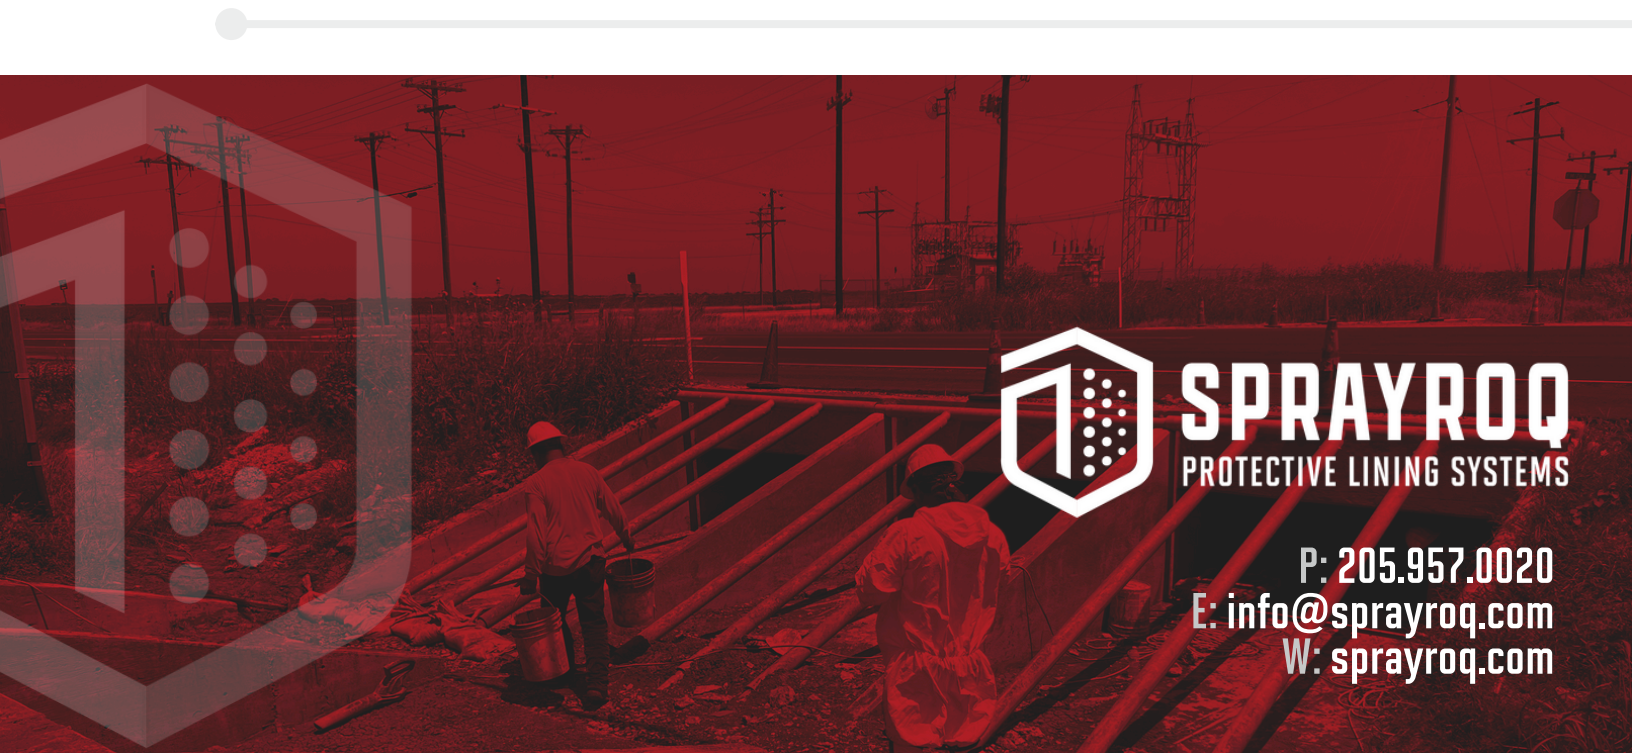 SPRAYROQ
PROTECTIVE LINING SYSTEMS
P: 205.957.0020
E: info@sprayroq.com
W: sprayroq.com